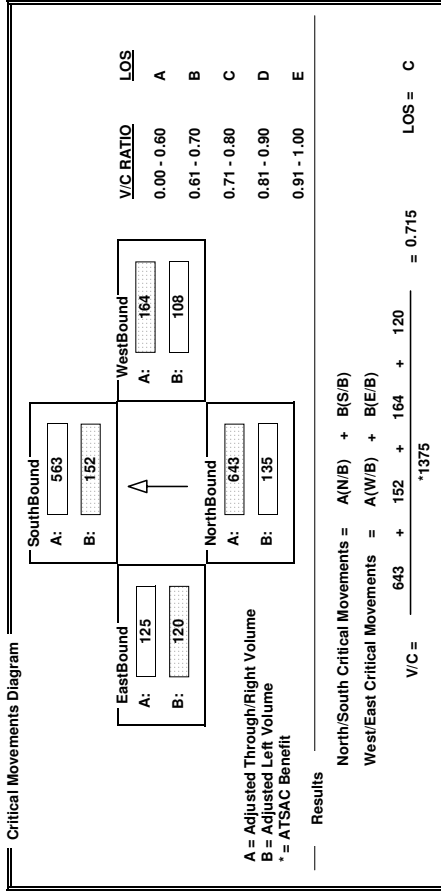 Critical Movements Diagram
SouthBound
A: 563
B: 152
EastBound
A: 125
B: 120
WestBound
A: 164
B: 108
NorthBound
A: 643
B: 135
V/C RATIO LOS
0.00 - 0.60 A
0.61 - 0.70 B
0.71 - 0.80 C
0.81 - 0.90 D
0.91 - 1.00 E
A = Adjusted Through/Right Volume
B = Adjusted Left Volume
* = ATSAC Benefit
Results
North/South Critical Movements = A(N/B) + B(S/B)
West/East Critical Movements = A(W/B) + B(E/B)
V/C = 643 + 152 + 164 + 120 = 0.715 LOS = C
*1375